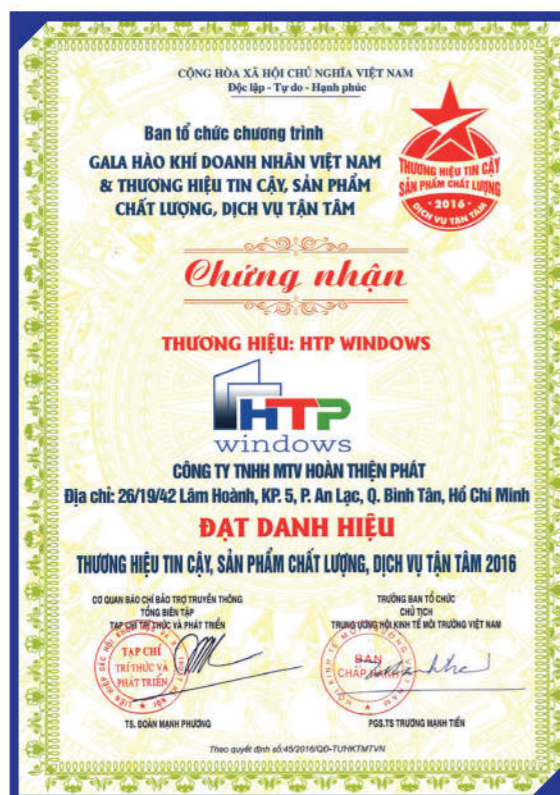 CỘNG HÒA XÃ HỘI CHỦ NGHĨA VIỆT NAM
Độc lập - Tự do - Hạnh phúc
Ban tổ chức chương trình
GALA HÀO KHÍ DOANH NHÂN VIỆT NAM
& THƯƠNG HIỆU TIN CẬY, SẢN PHẨM
CHẤT LƯỢNG, DỊCH VỤ TẬN TÂM
THƯƠNG HIỆU TIN CẬY
SẢN PHẨM CHẤT LƯỢNG
2016
DỊCH VỤ TẬN TÂM
Chứng nhận
THƯƠNG HIỆU: HTP WINDOWS
HTP
windows
CÔNG TY TNHH MTV HOÀN THIỆN PHÁT
Địa chỉ: 26/19/42 Lâm Hoành, KP. 5, P. An Lạc, Q. Bình Tân, Hồ Chí Minh
ĐẠT DANH HIỆU
THƯƠNG HIỆU TIN CẬY, SẢN PHẨM CHẤT LƯỢNG, DỊCH VỤ TẬN TÂM 2016
CƠ QUAN BÁO CHÍ BẢO TRỢ TRUYỀN THÔNG
TỔNG BIÊN TẬP
TẠP CHÍ TRI THỨC VÀ PHÁT TRIỂN
TẠP CHÍ
TRI THỨC VÀ
PHÁT TRIỂN
TS. ĐOÀN MẠNH PHƯƠNG
TRƯỞNG BAN TỔ CHỨC
CHỦ TỊCH
TRUNG ƯƠNG HỘI KINH TẾ MÔI TRƯỜNG VIỆT NAM
BAN
CHẤP HÀNH
PGS.TS TRƯƠNG MẠNH TIẾN
Theo quyết định số:45/2016/QĐ-TUHKTMTVN